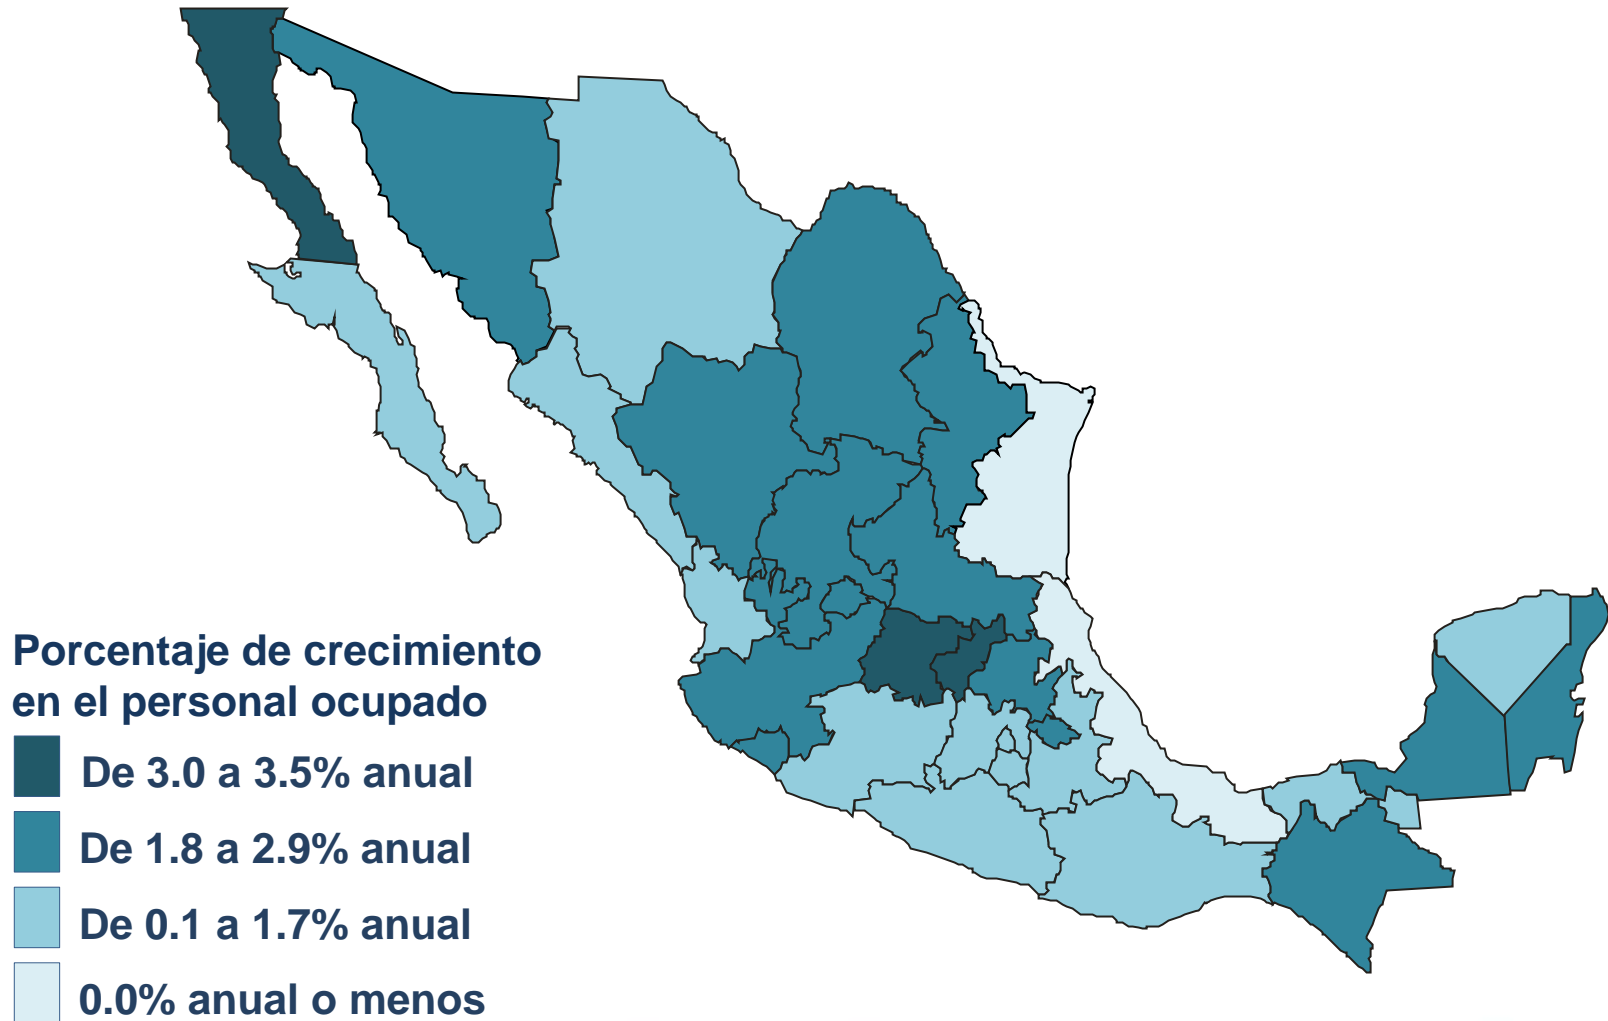 Porcentaje de crecimiento
en el personal ocupado
De 3.0 a 3.5% anual
De 1.8 a 2.9% anual
De 0.1 a 1.7% anual
0.0% anual o menos